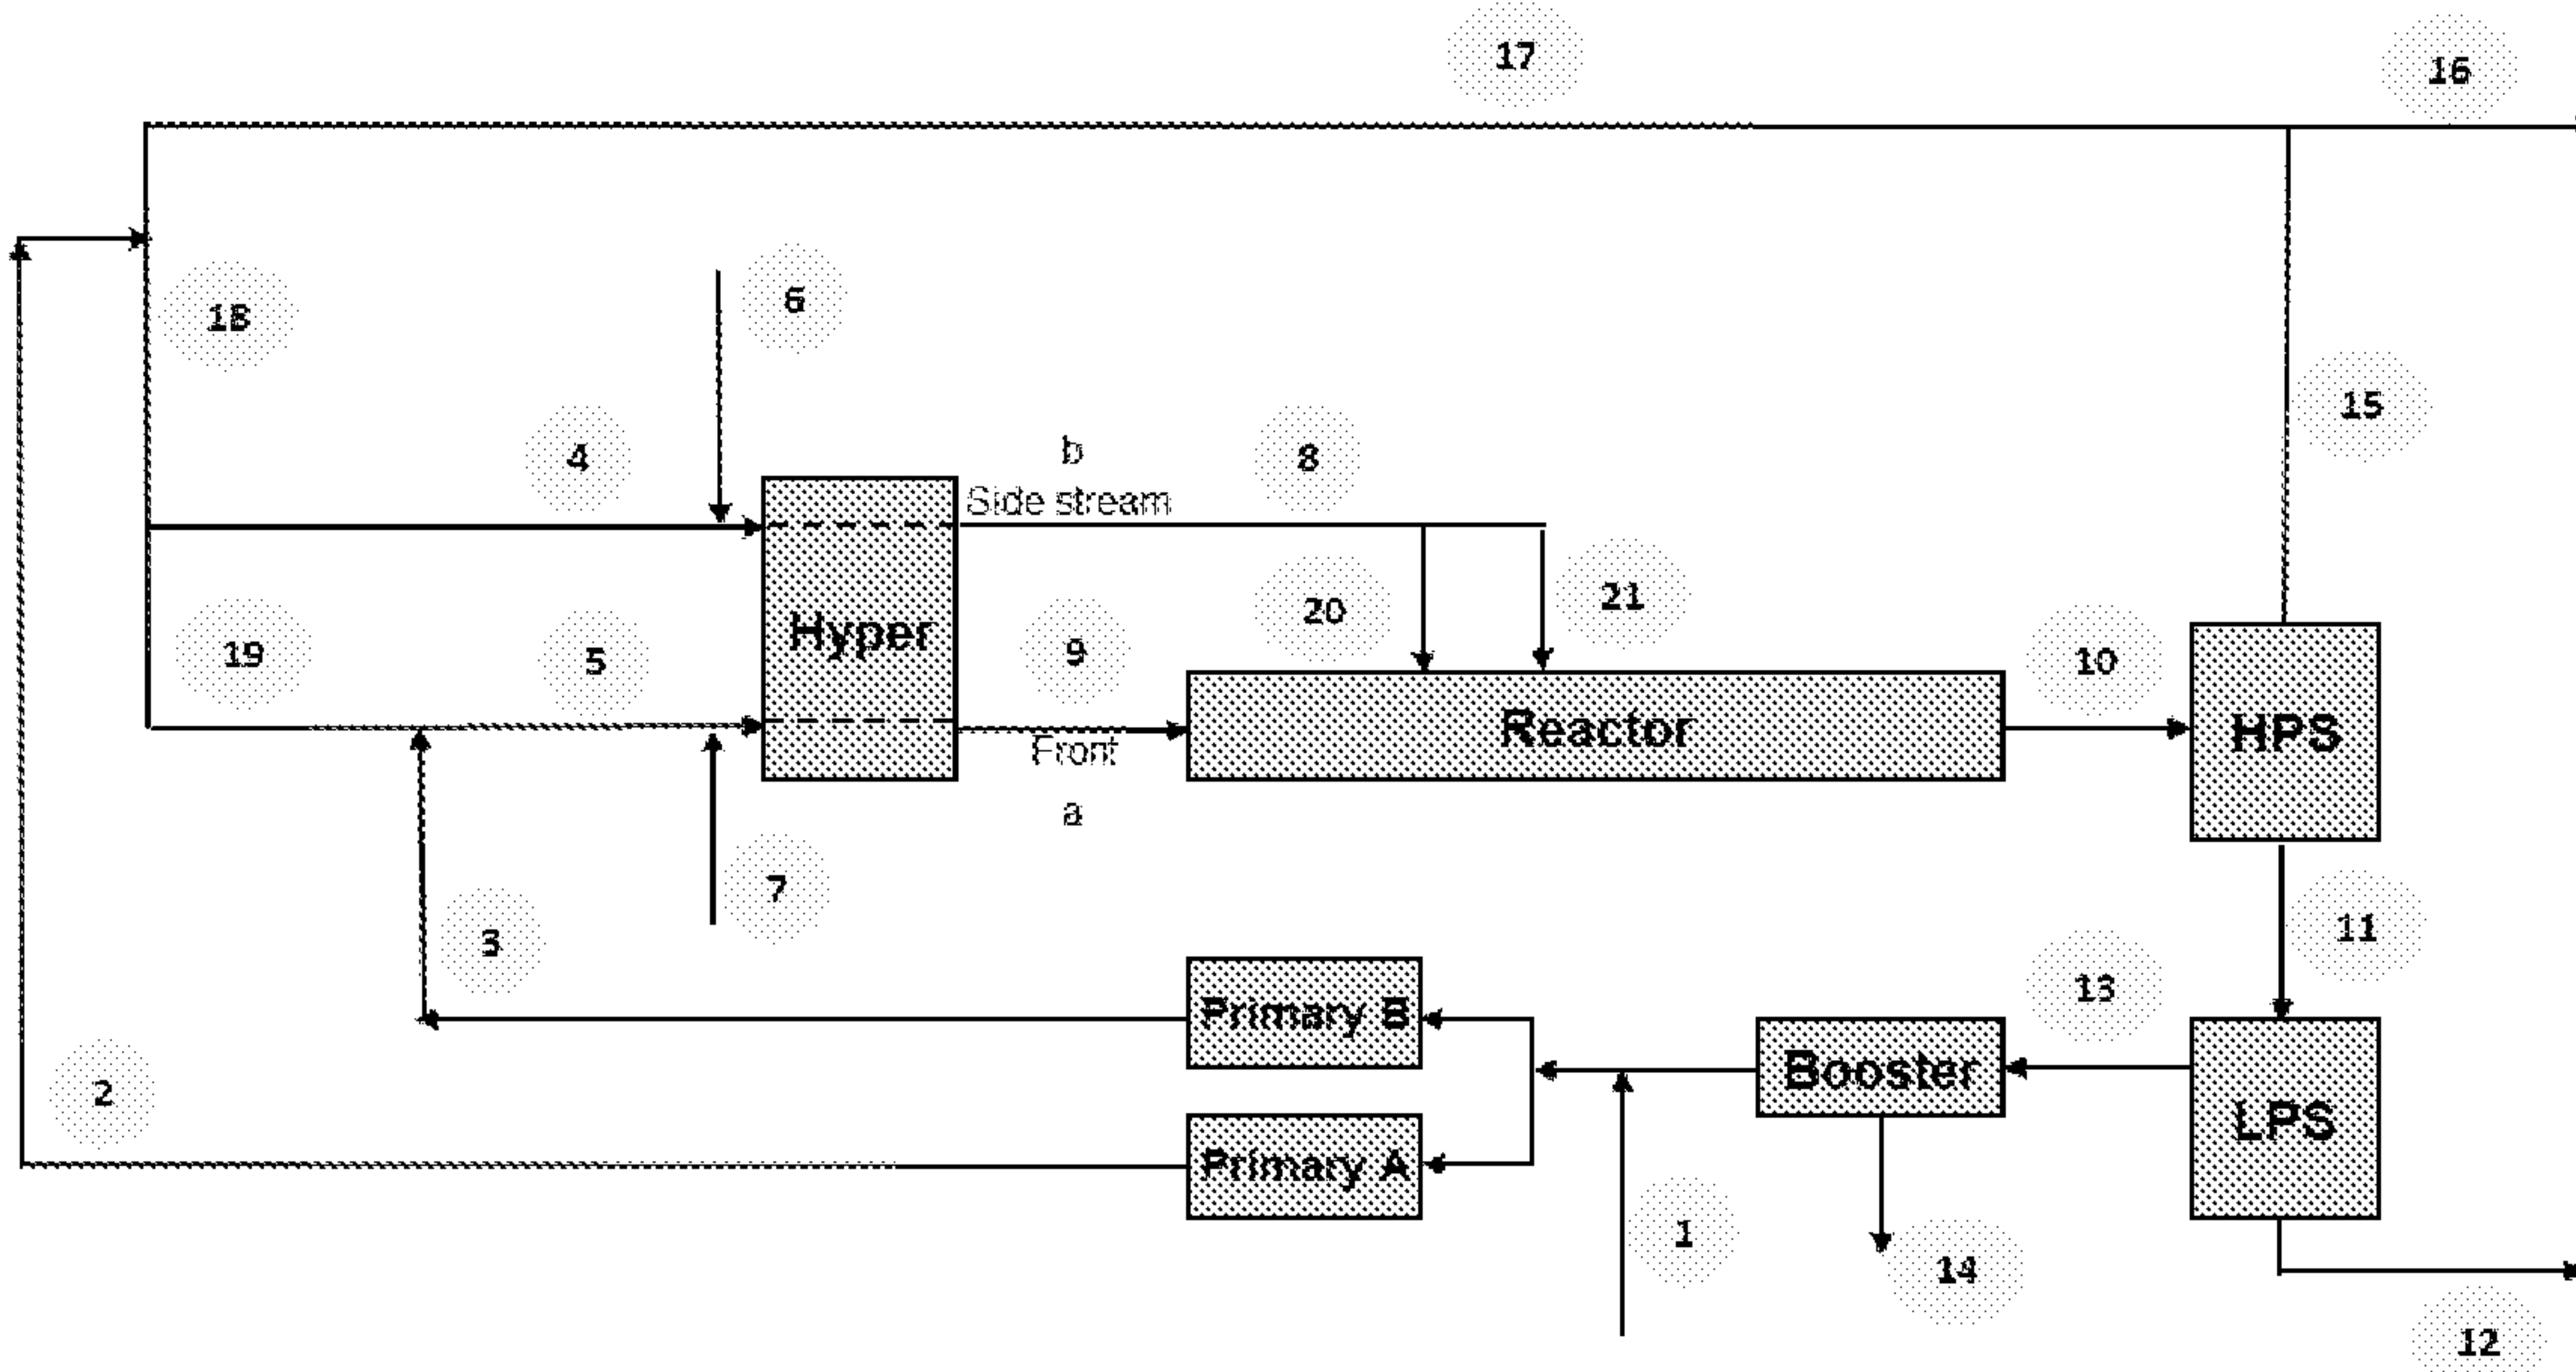 17
16
18
6
15
4
b
8
Side stream
20
21
Hyper
19
5
9
10
Reactor
HPS
Front
a
7
11
3
13
Primary B
Booster
2
LPS
Primary A
1
14
12